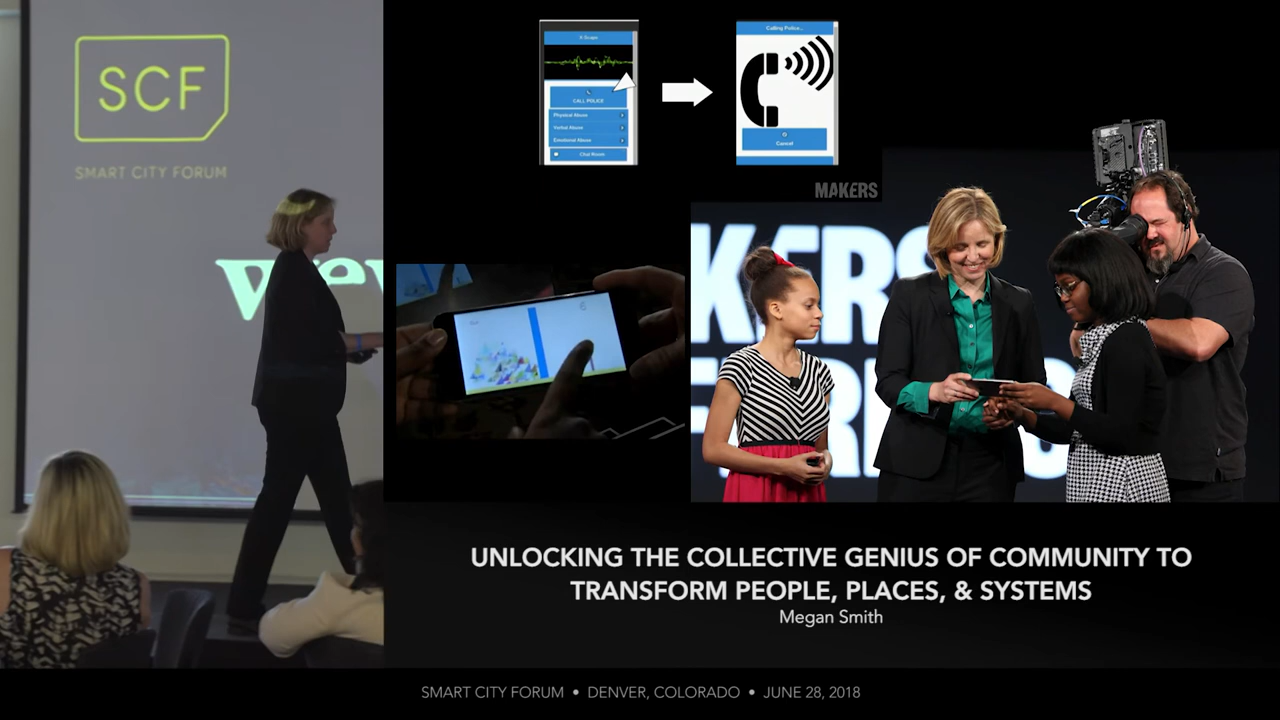 SCF
SMART CITY FORUM
X-Scape
CALL POLICE
Physical Abuse
Verbal Abuse
Emotional Abuse
Chat Room
Calling Police..
Cancel
MAKERS
KERS
UNLOCKING THE COLLECTIVE GENIUS OF COMMUNITY TO
TRANSFORM PEOPLE, PLACES, & SYSTEMS
Megan Smith
SMART CITY FORUM • DENVER, COLORADO • JUNE 28, 2018